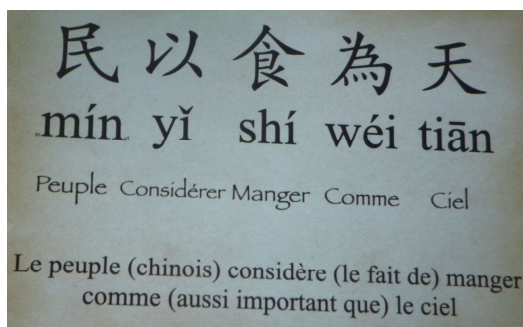 民以食為天
mín yǐ shí wéi tiān
Peuple Considérer Manger Comme Ciel
Le peuple (chinois) considère (le fait de) manger
comme (aussi important que) le ciel